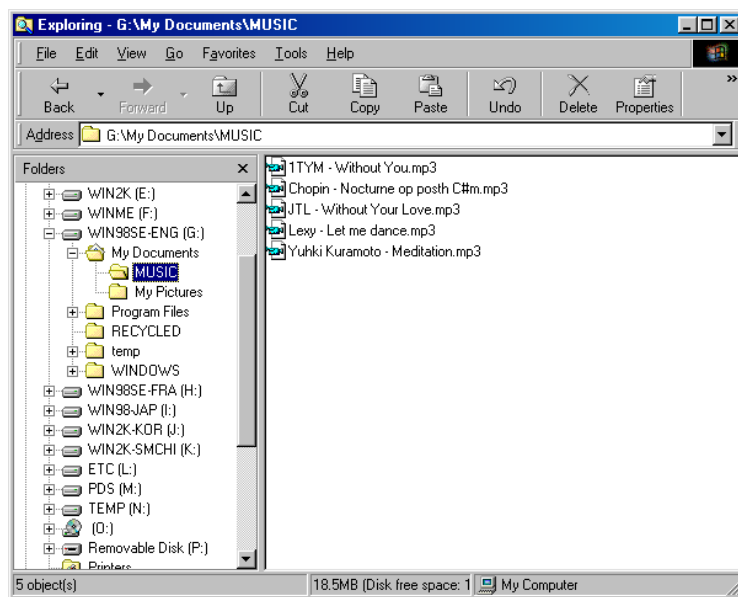 Exploring - G:\My Documents\MUSIC
File Edit View Go Favorites Tools Help
Back Forward Up Cut Copy Paste Undo Delete Properties »
Address G:\My Documents\MUSIC
Folders
WIN2K (E:)
WINME (F:)
WIN98SE-ENG (G:)
My Documents
MUSIC
My Pictures
Program Files
RECYCLED
temp
WINDOWS
WIN98SE-FRA (H:)
WIN98-JAP (I:)
WIN2K-KOR (J:)
WIN2K-SMCHI (K:)
ETC (L:)
PDS (M:)
TEMP (N:)
(O:)
Removable Disk (P:)
Printers
1TYM - Without You.mp3
Chopin - Nocturne op posth C#m.mp3
JTL - Without Your Love.mp3
Lexy - Let me dance.mp3
Yuhki Kuramoto - Meditation.mp3
5 object(s) 18.5MB (Disk free space: 1 My Computer